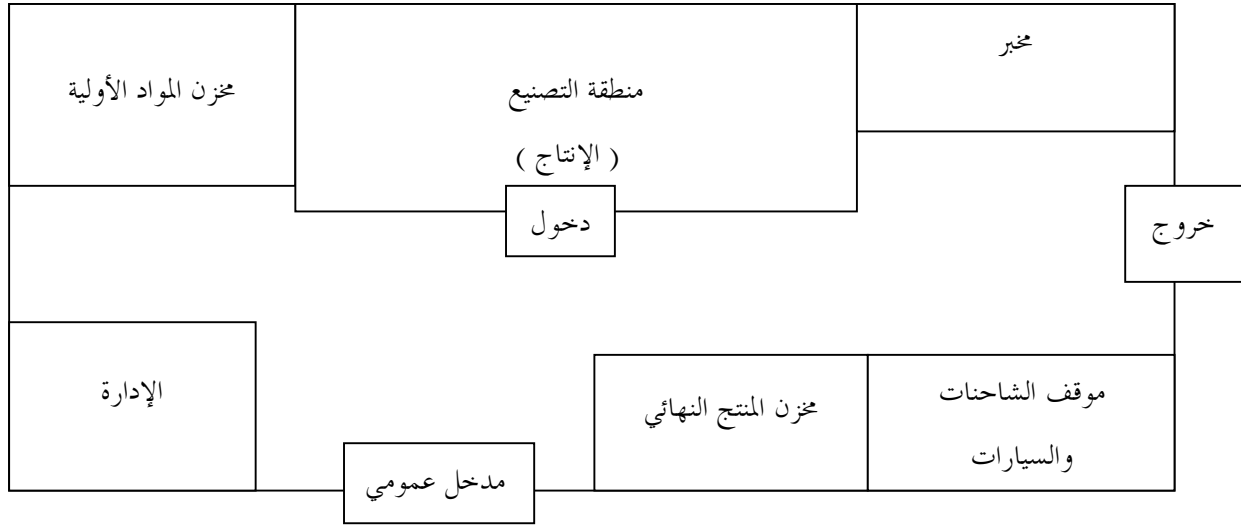 مخبر
مخزن المواد الأولية
منطقة التصنيع
( الإنتاج )
دخول
خروج
الإدارة
مخزن المنتج النهائي
موقف الشاحنات
والسيارات
مدخل عمومي